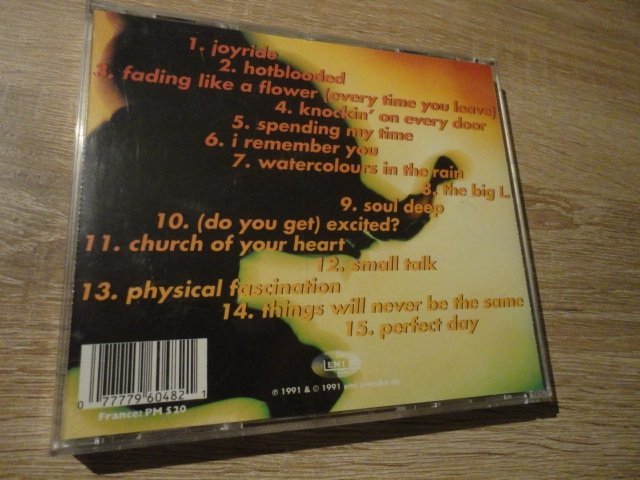 1. joyride
2. hotblooded
3. fading like a flower (every time you leave)
4. knockin' on every door
5. spending my time
6. i remember you
7. watercolours in the rain
8. the big L.
9. soul deep
10. (do you get) excited?
11. church of your heart
12. small talk
13. physical fascination
14. things will never be the same
15. perfect day
EMI
℗ 1991 & © 1991 emi svenska ab
0 77779 60482 1
France: PM 520